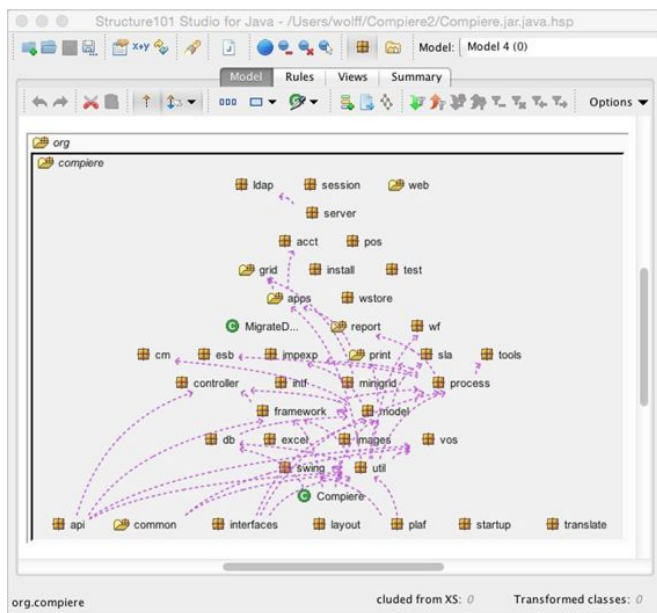 Structure101 Studio for Java - /Users/wolff/Compiere2/Compiere.jar.java.hsp
x+y Model: Model 4 (0)
Model Rules Views Summary
Options
org
compiere
ldap session web
server
acct pos
grid install test
apps wstore
MigrateD... report wf
cm esb impexp print sla tools
controller intf minigrid process
framework model
db excel images vos
swing util
C Compiere
api common interfaces layout plaf startup translate
org.compiere cluded from XS: 0 Transformed classes: 0